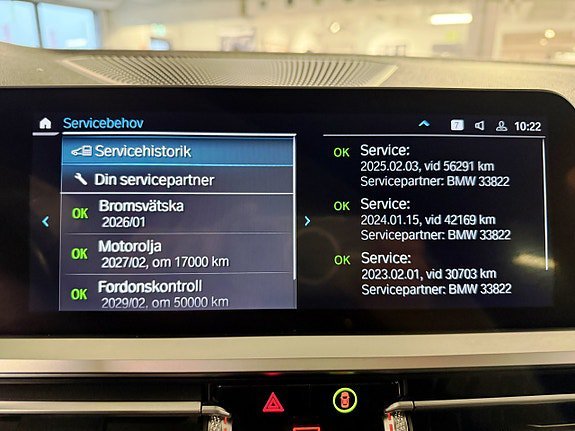 Servicebehov
7
10:22
Servicehistorik
Din servicepartner
OK Bromsvätska
2026/01
OK Motorolja
2027/02, om 17000 km
OK Fordonskontroll
2029/02, om 50000 km
OK Service:
2025.02.03, vid 56291 km
Servicepartner: BMW 33822
OK Service:
2024.01.15, vid 42169 km
Servicepartner: BMW 33822
OK Service:
2023.02.01, vid 30703 km
Servicepartner: BMW 33822